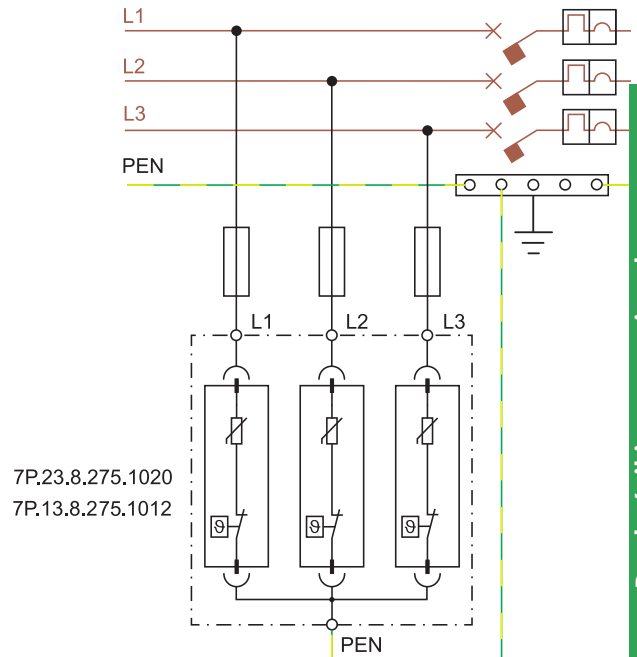 L1
L2
L3
PEN
L1 L2 L3
ϑ ϑ ϑ
7P.23.8.275.1020
7P.13.8.275.1012
PEN